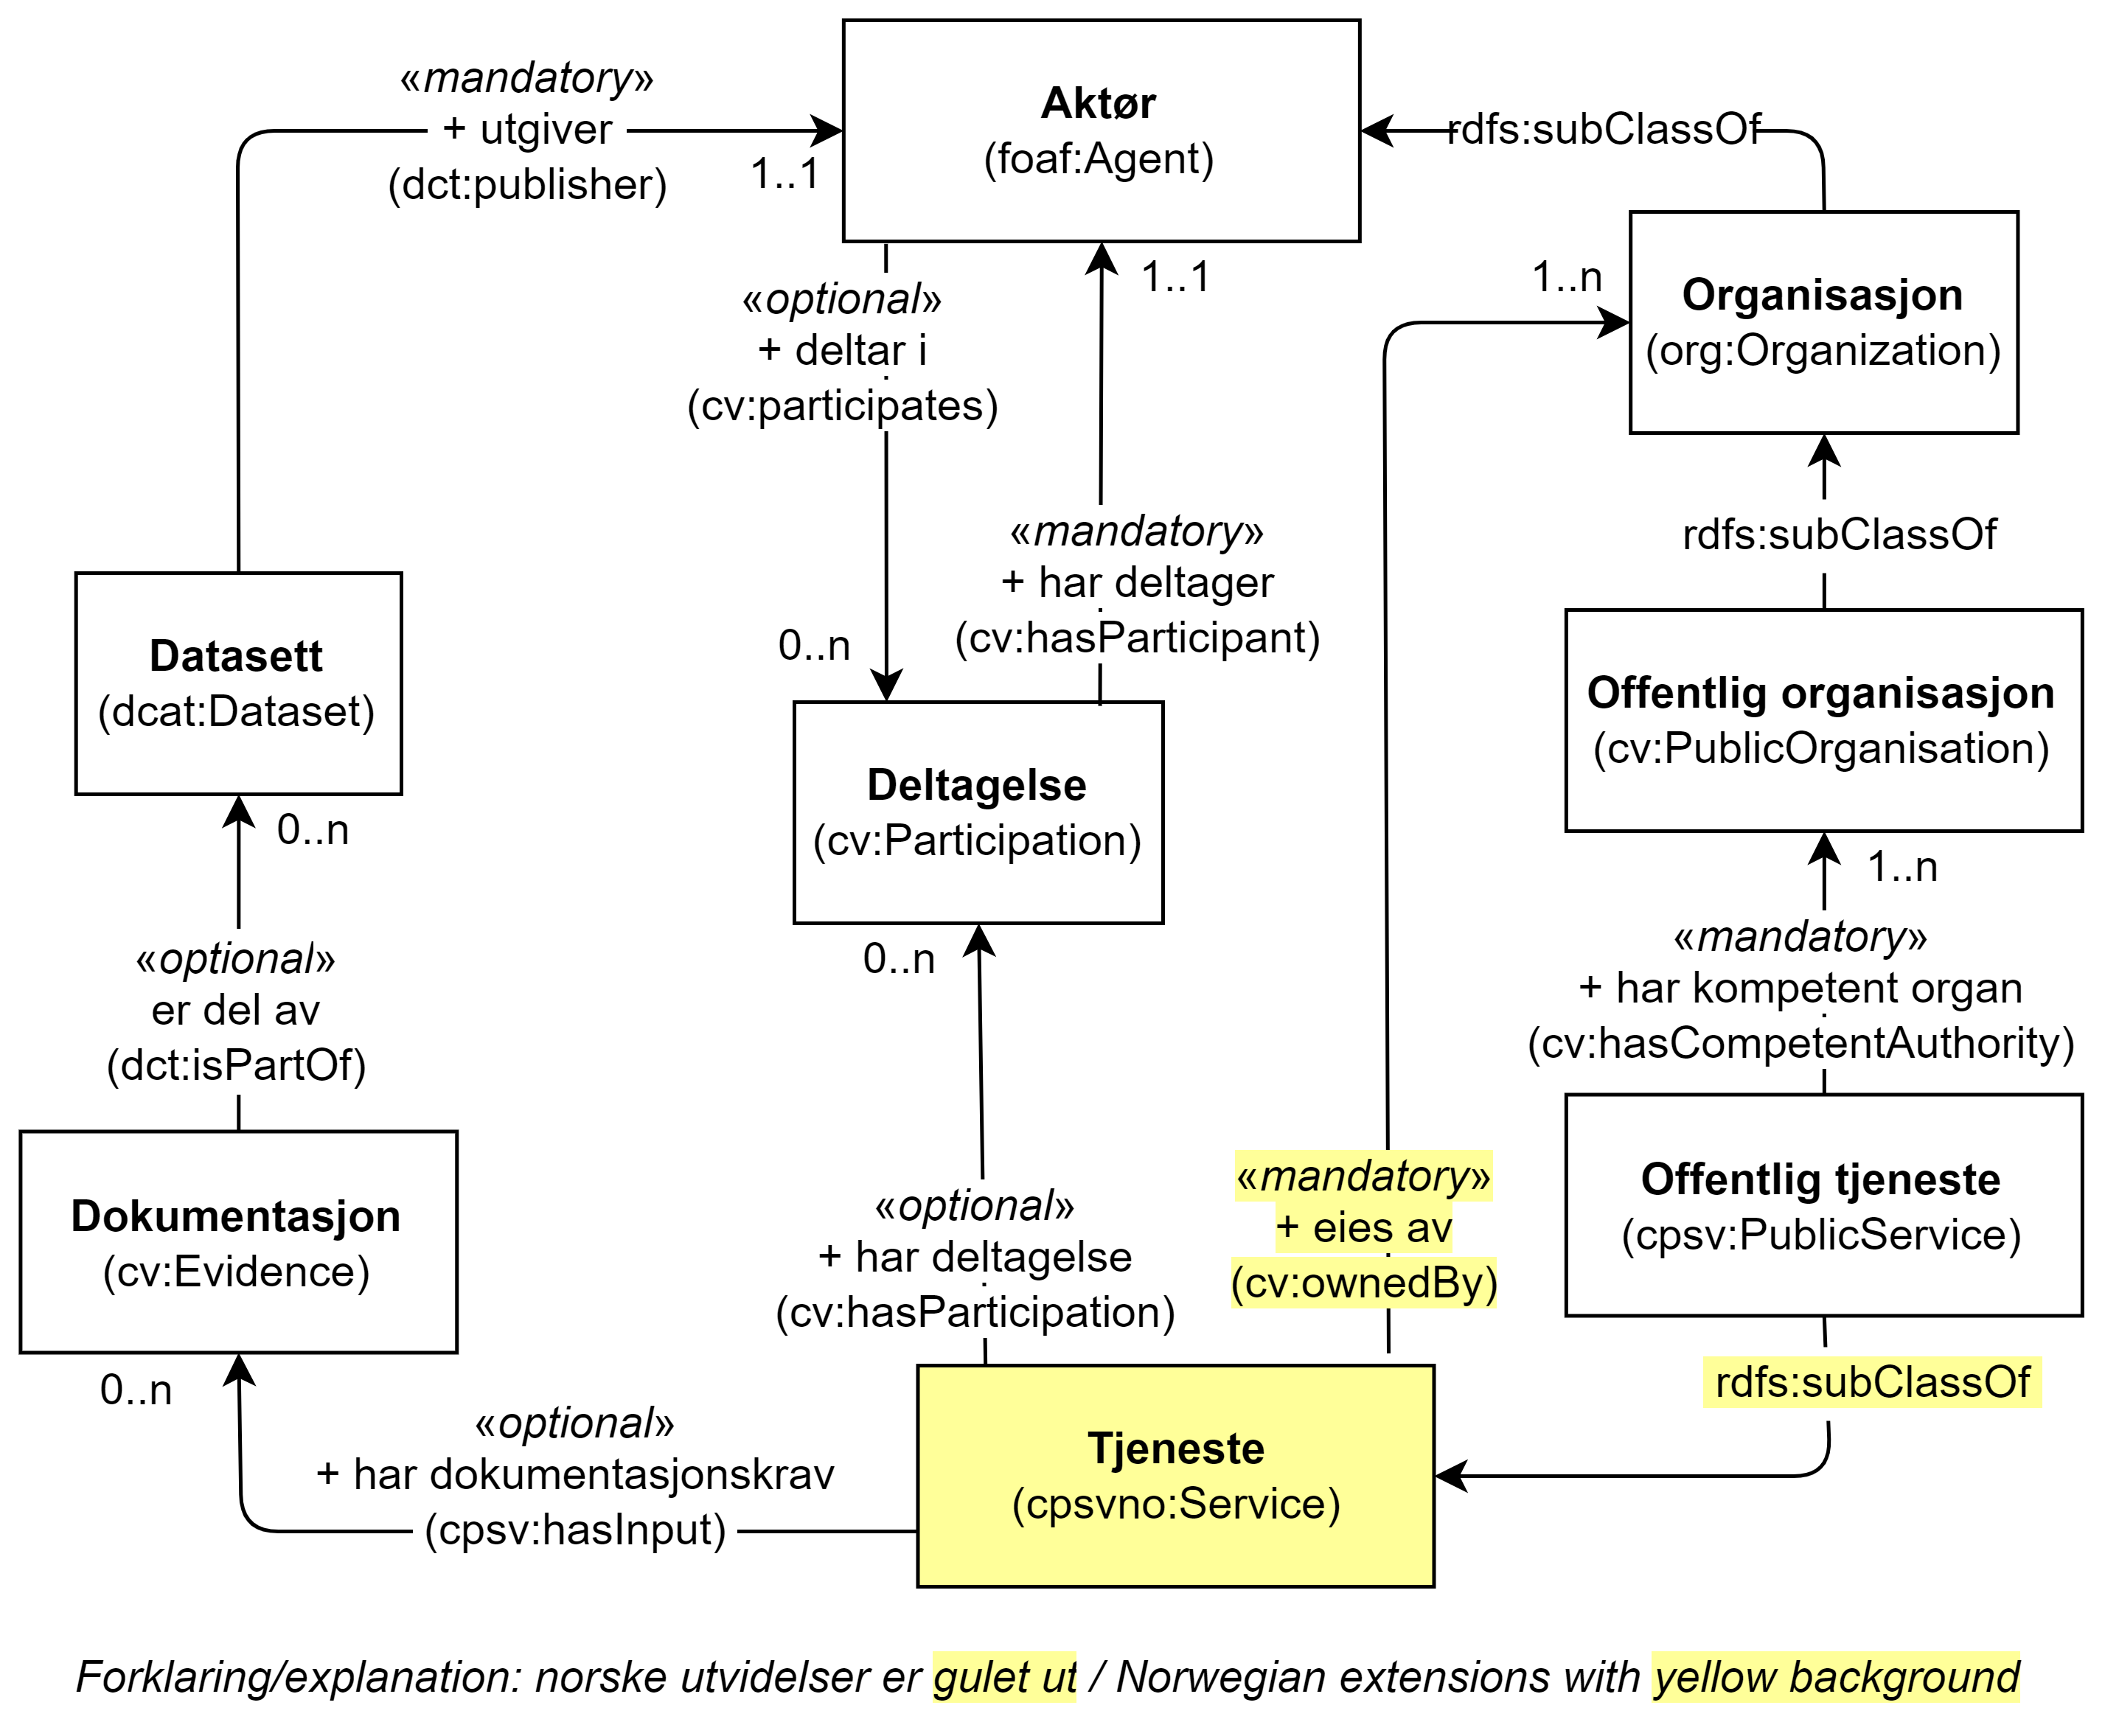 «mandatory»
+ utgiver
(dct:publisher)
1..1
Aktør
(foaf:Agent)
rdfs:subClassOf
«optional»
+ deltar i
(cv:participates)
0..n
1..1
«mandatory»
+ har deltager
(cv:hasParticipant)
1..n
Organisasjon
(org:Organization)
rdfs:subClassOf
Datasett
(dcat:Dataset)
0..n
Deltagelse
(cv:Participation)
0..n
Offentlig organisasjon
(cv:PublicOrganisation)
1..n
«mandatory»
+ har kompetent organ
(cv:hasCompetentAuthority)
«optional»
er del av
(dct:isPartOf)
Dokumentasjon
(cv:Evidence)
0..n
«optional»
+ har deltagelse
(cv:hasParticipation)
«mandatory»
+ eies av
(cv:ownedBy)
Offentlig tjeneste
(cpsv:PublicService)
rdfs:subClassOf
«optional»
+ har dokumentasjonskrav
(cpsv:hasInput)
Tjeneste
(cpsvno:Service)
Forklaring/explanation: norske utvidelser er gulet ut / Norwegian extensions with yellow background